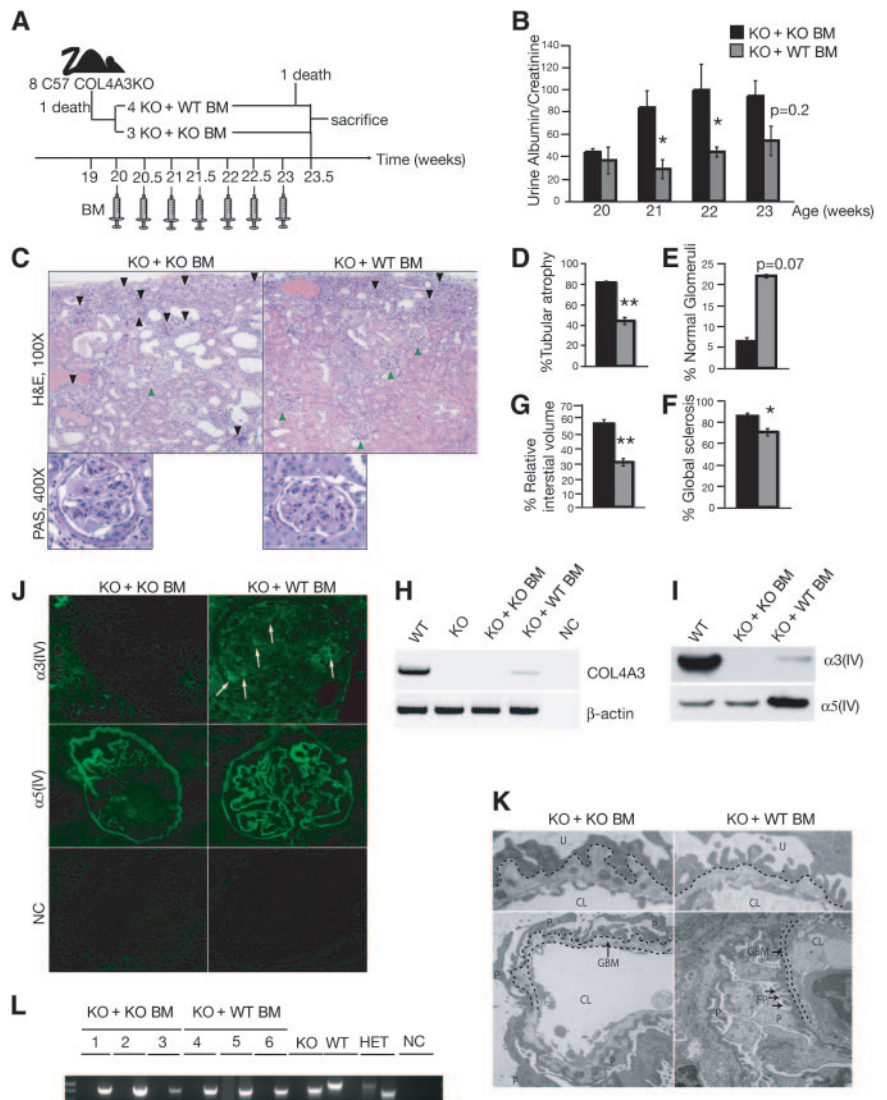 A
8 C57 COL4A3KO
1 death
1 death
4 KO + WT BM
3 KO + KO BM
sacrifice
Time (weeks)
19 20 20.5 21 21.5 22 22.5 23 23.5
BM
B
KO + KO BM
KO + WT BM
Urine Albumin/Creatinine
140
120
100
80
60
40
20
0
* * p=0.2
20 21 22 23 Age (weeks)
C
KO + KO BM KO + WT BM
H&E, 100X
PAS, 400X
D
%Tubular atrophy
100
80
60
40
20
0
**
E
% Normal Glomeruli
25
20
15
10
5
0
p=0.07
G
% Relative
interstial volume
60
50
40
30
20
10
0
**
F
% Global sclerosis
100
80
60
40
20
0
*
J
KO + KO BM KO + WT BM
α3(IV)
α5(IV)
NC
H
WT KO KO + KO BM KO + WT BM NC
COL4A3
β-actin
I
WT KO + KO BM KO + WT BM
α3(IV)
α5(IV)
K
KO + KO BM KO + WT BM
U U
CL CL
P P
GBM
P
CL
P
P
CL
GBM
FP
P
P
L
KO + KO BM KO + WT BM
1 2 3 4 5 6 KO WT HET NC